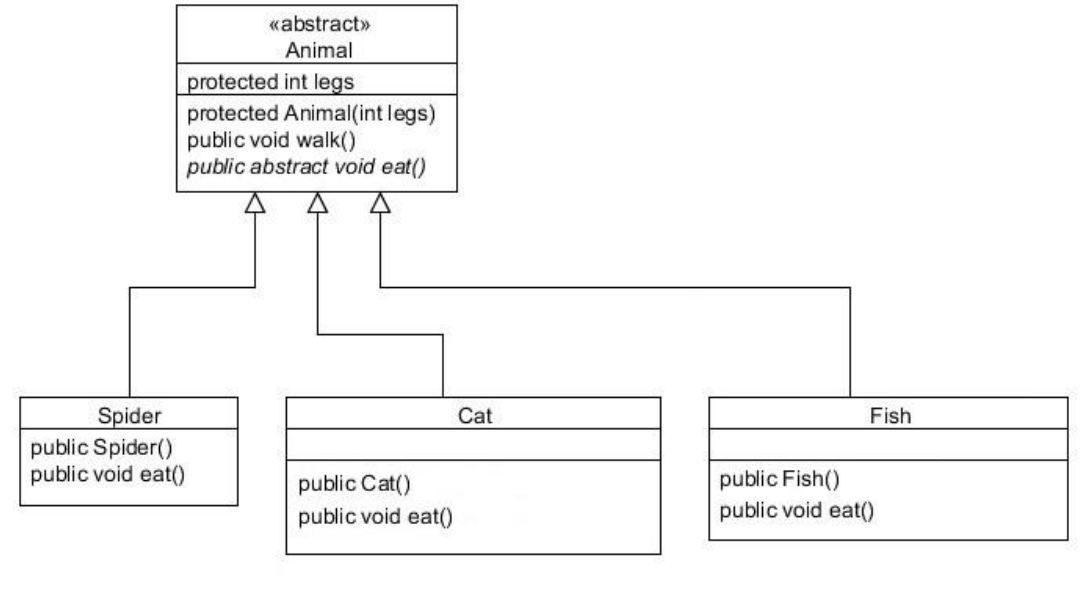 «abstract»
Animal
protected int legs
protected Animal(int legs)
public void walk()
public abstract void eat()
Spider
public Spider()
public void eat()
Cat
public Cat()
public void eat()
Fish
public Fish()
public void eat()